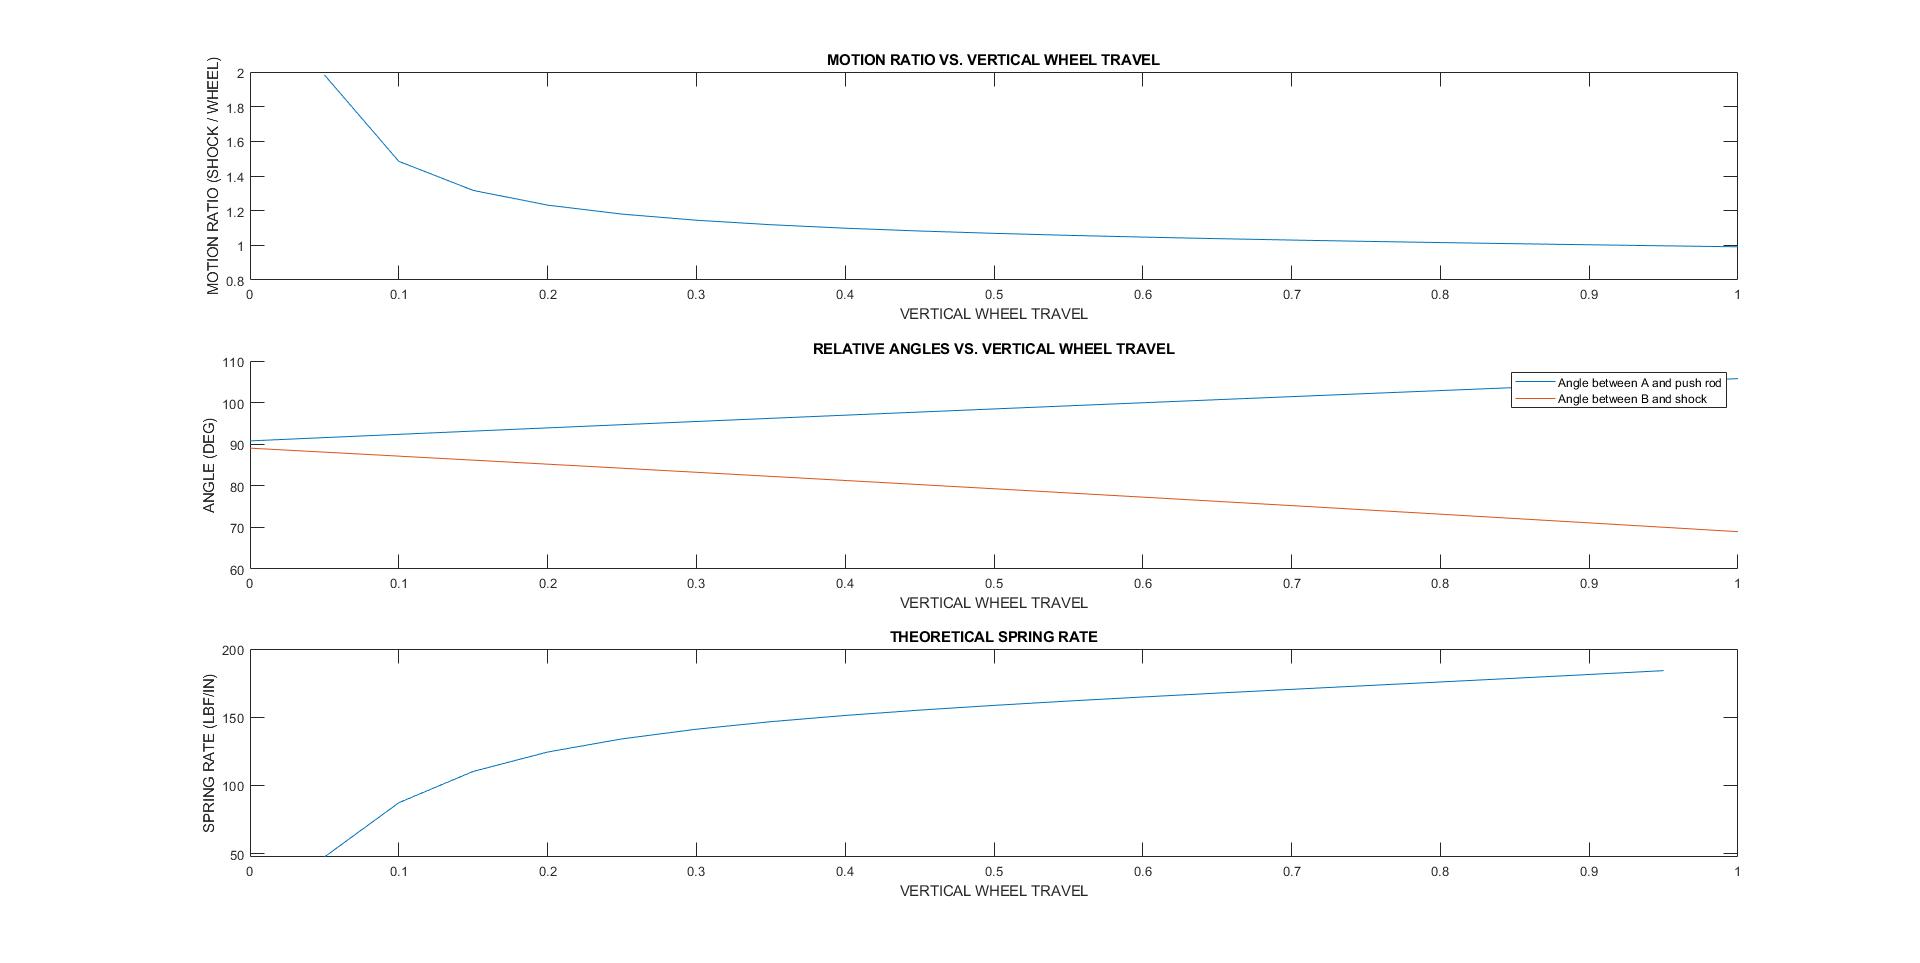 MOTION RATIO VS. VERTICAL WHEEL TRAVEL
MOTION RATIO (SHOCK / WHEEL)
2
1.8
1.6
1.4
1.2
1
0.8
0 0.1 0.2 0.3 0.4 0.5 0.6 0.7 0.8 0.9 1
VERTICAL WHEEL TRAVEL
RELATIVE ANGLES VS. VERTICAL WHEEL TRAVEL
ANGLE (DEG)
110
100
90
80
70
60
Angle between A and push rod
Angle between B and shock
0 0.1 0.2 0.3 0.4 0.5 0.6 0.7 0.8 0.9 1
VERTICAL WHEEL TRAVEL
THEORETICAL SPRING RATE
SPRING RATE (LBF/IN)
200
150
100
50
0 0.1 0.2 0.3 0.4 0.5 0.6 0.7 0.8 0.9 1
VERTICAL WHEEL TRAVEL